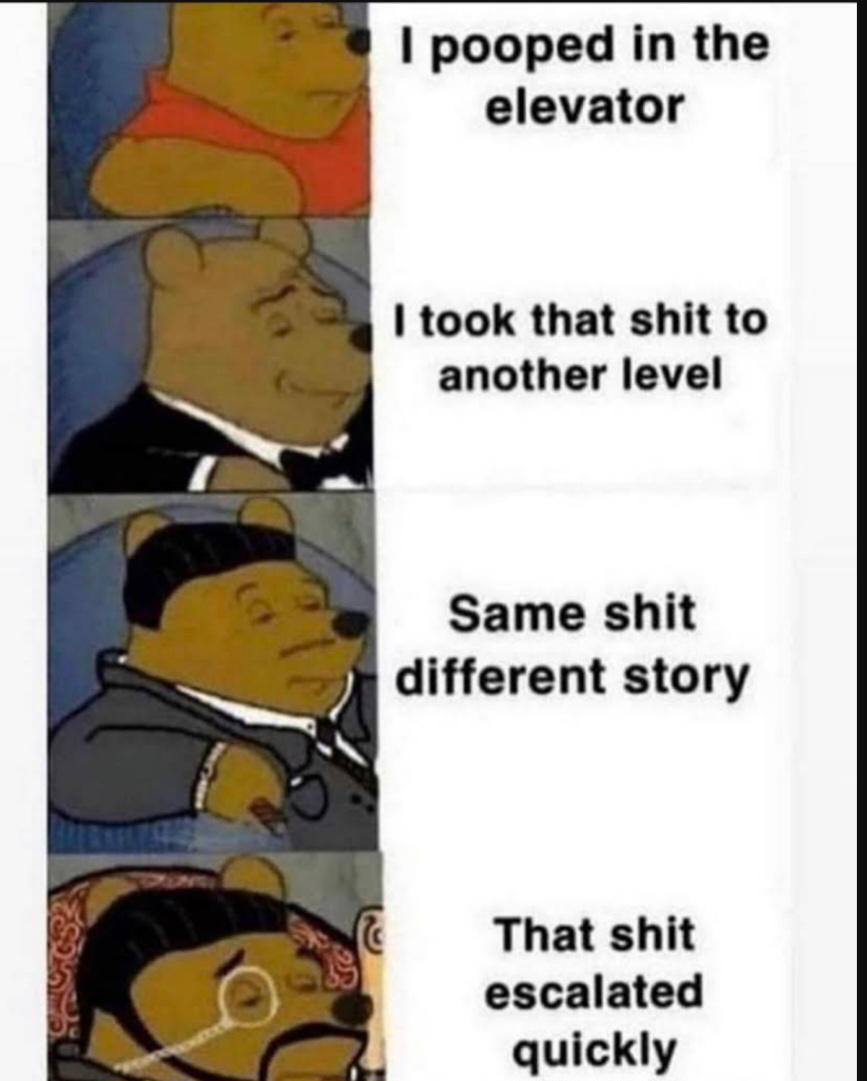 I pooped in the
elevator
I took that shit to
another level
Same shit
different story
That shit
escalated
quickly